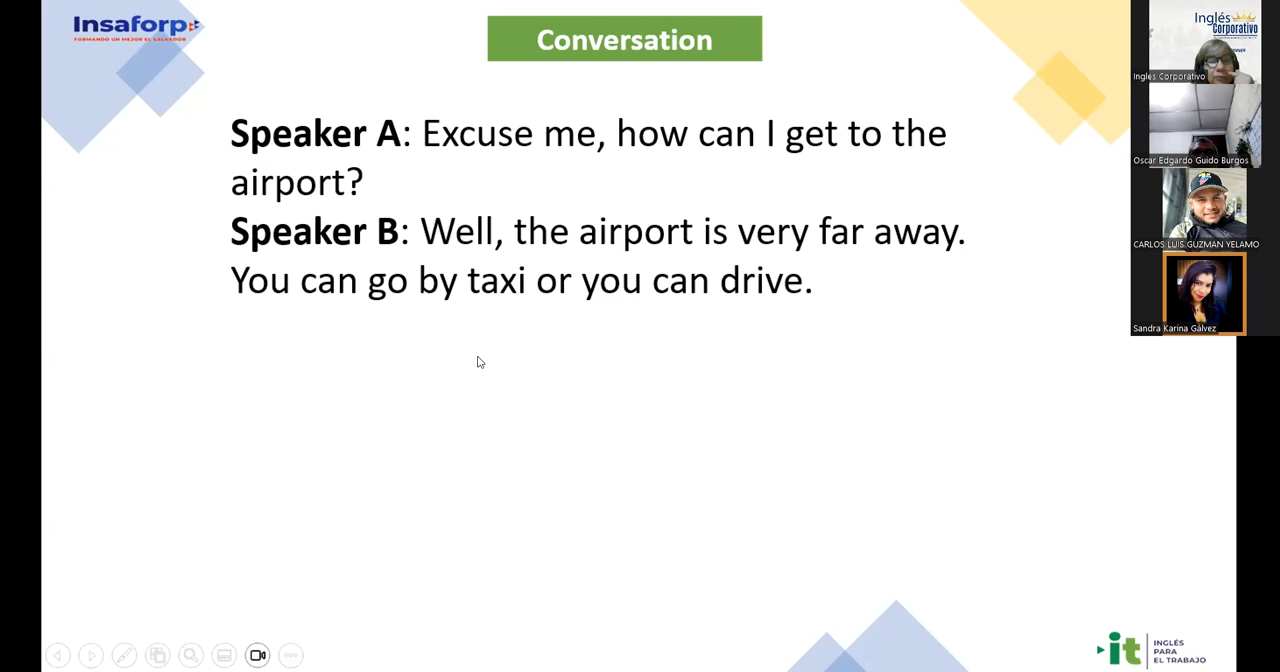 Insaforp
FORMANDO UN MEJOR EL SALVADOR
Conversation
Speaker A: Excuse me, how can I get to the
airport?
Speaker B: Well, the airport is very far away.
You can go by taxi or you can drive.
Inglés
Corporativo
Ingles Corporativo
Oscar Edgardo Guido Burgos
CARLOS LUIS GUZMAN YELAMO
Sandra Karina Gálvez
it
INGLÉS
PARA
EL TRABAJO